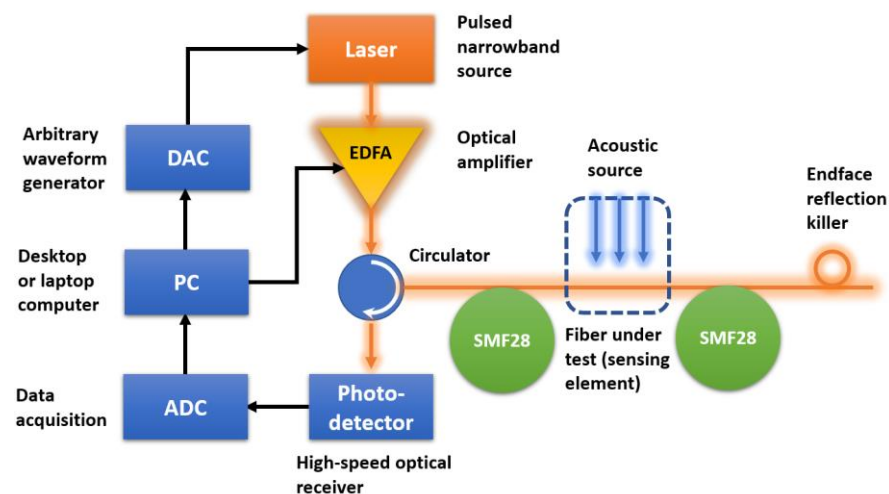 Laser
Pulsed
narrowband
source
Arbitrary
waveform
generator
DAC
EDFA
Optical
amplifier
Acoustic
source
Endface
reflection
killer
Desktop
or laptop
computer
PC
Circulator
SMF28
Fiber under
test (sensing
element)
SMF28
Data
acquisition
ADC
Photo-
detector
High-speed optical
receiver